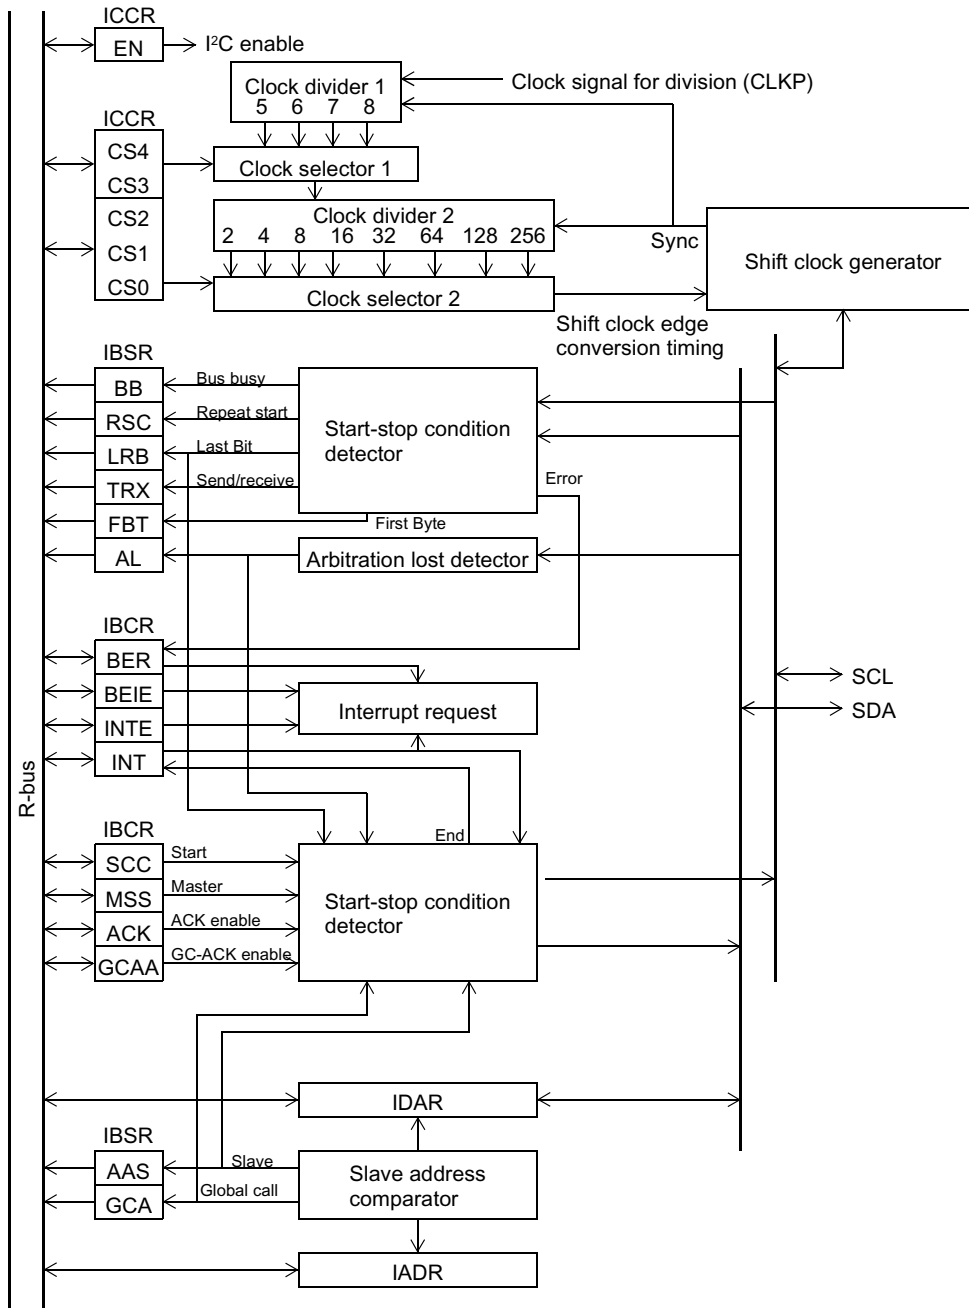 ICCR
EN
I²C enable
Clock divider 1
5 6 7 8
Clock signal for division (CLKP)
ICCR
CS4
CS3
CS2
CS1
CS0
Clock selector 1
Clock divider 2
2 4 8 16 32 64 128 256
Sync
Shift clock generator
Clock selector 2
Shift clock edge
conversion timing
IBSR
BB
Bus busy
RSC
Repeat start
LRB
Last Bit
TRX
Send/receive
FBT
First Byte
AL
Start-stop condition
detector
Error
Arbitration lost detector
IBCR
BER
BEIE
INTE
INT
Interrupt request
SCL
SDA
R-bus
End
IBCR
SCC
Start
MSS
Master
ACK
ACK enable
GCAA
GC-ACK enable
Start-stop condition
detector
IDAR
IBSR
AAS
Slave
GCA
Global call
Slave address
comparator
IADR